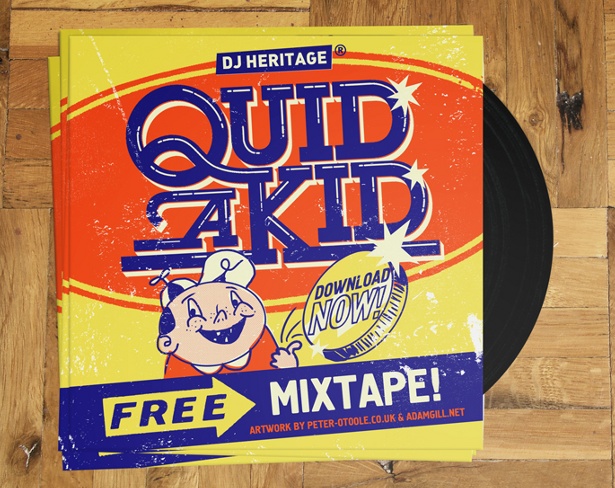 DJ HERITAGE ®
QUID
A KID
DOWNLOAD
NOW!
FREE MIXTAPE!
ARTWORK BY PETER-OTOOLE.CO.UK & ADAMGILL.NET